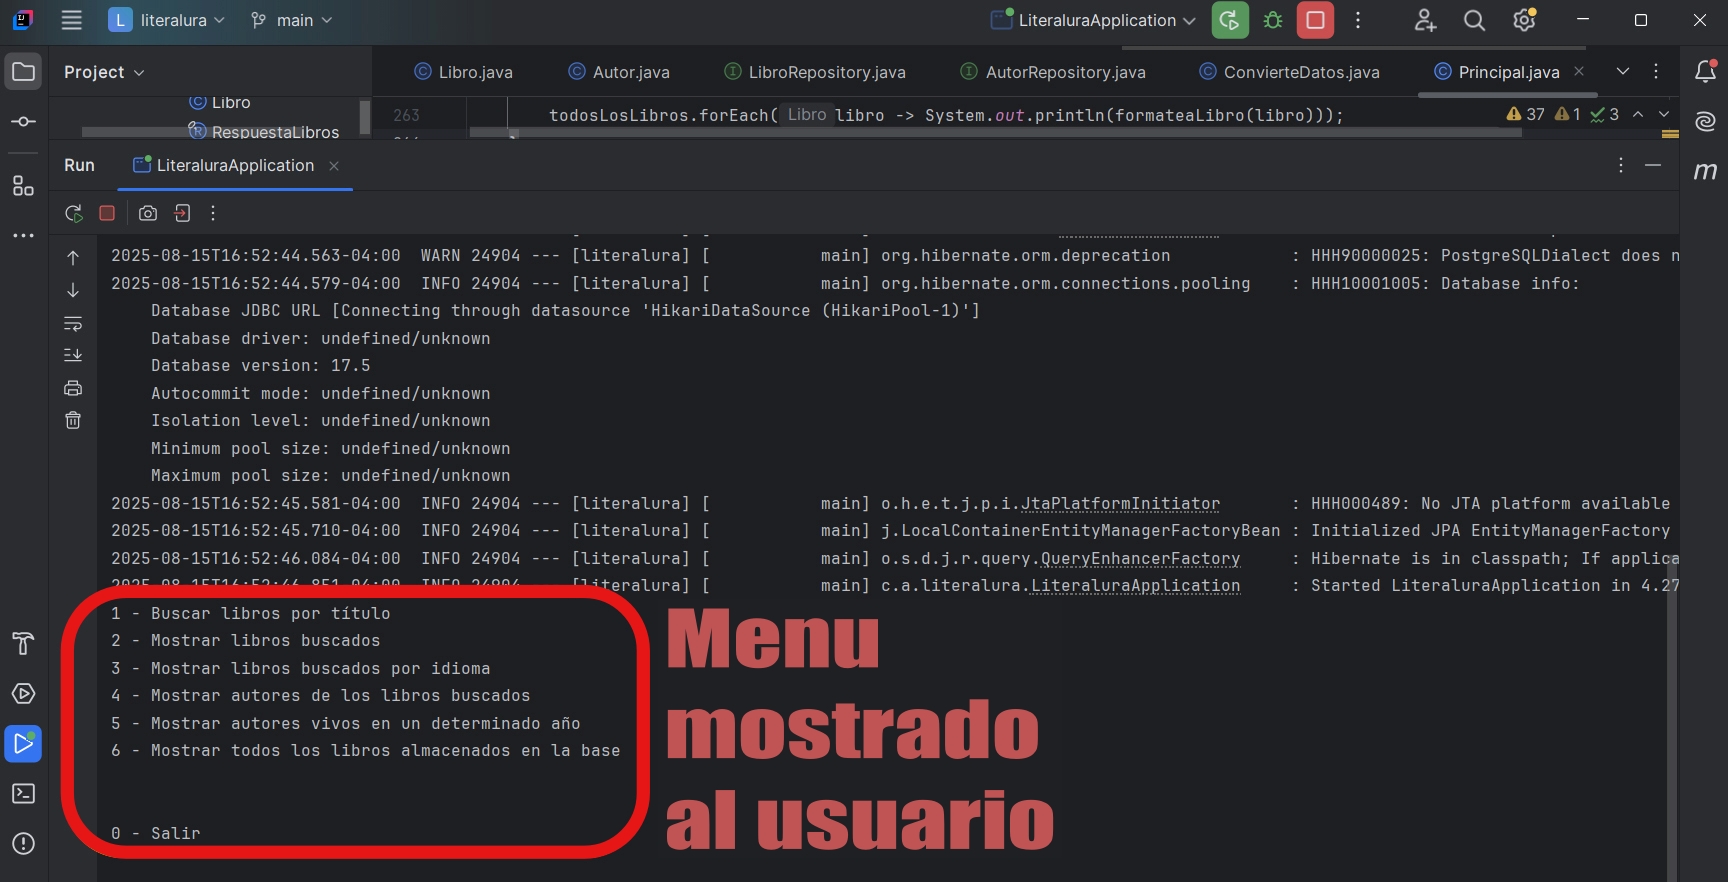 L literalura main LiteraluraApplication
Project
Libro.java Autor.java LibroRepository.java AutorRepository.java ConvierteDatos.java Principal.java
Libro
RespuestaLibros
263 todosLosLibros.forEach( Libro libro -> System.out.println(formateaLibro(libro))); 37 1 3
Run LiteraluraApplication
2025-08-15T16:52:44.563-04:00  WARN 24904 --- [literalura] [           main] org.hibernate.orm.deprecation            : HHH90000025: PostgreSQLDialect does n
2025-08-15T16:52:44.579-04:00  INFO 24904 --- [literalura] [           main] org.hibernate.orm.connections.pooling    : HHH10001005: Database info:
Database JDBC URL [Connecting through datasource 'HikariDataSource (HikariPool-1)']
Database driver: undefined/unknown
Database version: 17.5
Autocommit mode: undefined/unknown
Isolation level: undefined/unknown
Minimum pool size: undefined/unknown
Maximum pool size: undefined/unknown
2025-08-15T16:52:45.581-04:00  INFO 24904 --- [literalura] [           main] o.h.e.t.j.p.i.JtaPlatformInitiator       : HHH000489: No JTA platform available
2025-08-15T16:52:45.710-04:00  INFO 24904 --- [literalura] [           main] j.LocalContainerEntityManagerFactoryBean : Initialized JPA EntityManagerFactory
2025-08-15T16:52:46.084-04:00  INFO 24904 --- [literalura] [           main] o.s.d.j.r.query.QueryEnhancerFactory     : Hibernate is in classpath; If applica
2025-08-15T16:52:46.851-04:00  INFO 24904 --- [literalura] [           main] c.a.literalura.LiteraluraApplication     : Started LiteraluraApplication in 4.27
1 - Buscar libros por título
2 - Mostrar libros buscados
3 - Mostrar libros buscados por idioma
4 - Mostrar autores de los libros buscados
5 - Mostrar autores vivos en un determinado año
6 - Mostrar todos los libros almacenados en la base
0 - Salir
Menu
mostrado
al usuario